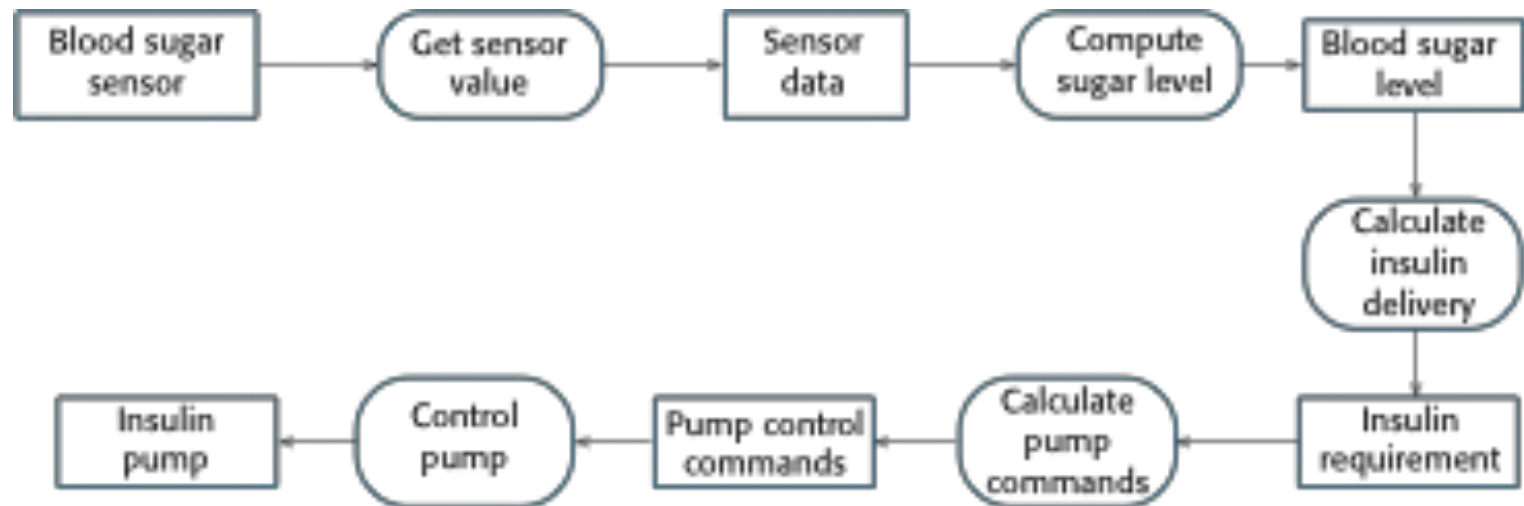 Blood sugar
sensor
Get sensor
value
Sensor
data
Compute
sugar level
Blood sugar
level
Calculate
insulin
delivery
Insulin
requirement
Calculate
pump
commands
Pump control
commands
Control
pump
Insulin
pump